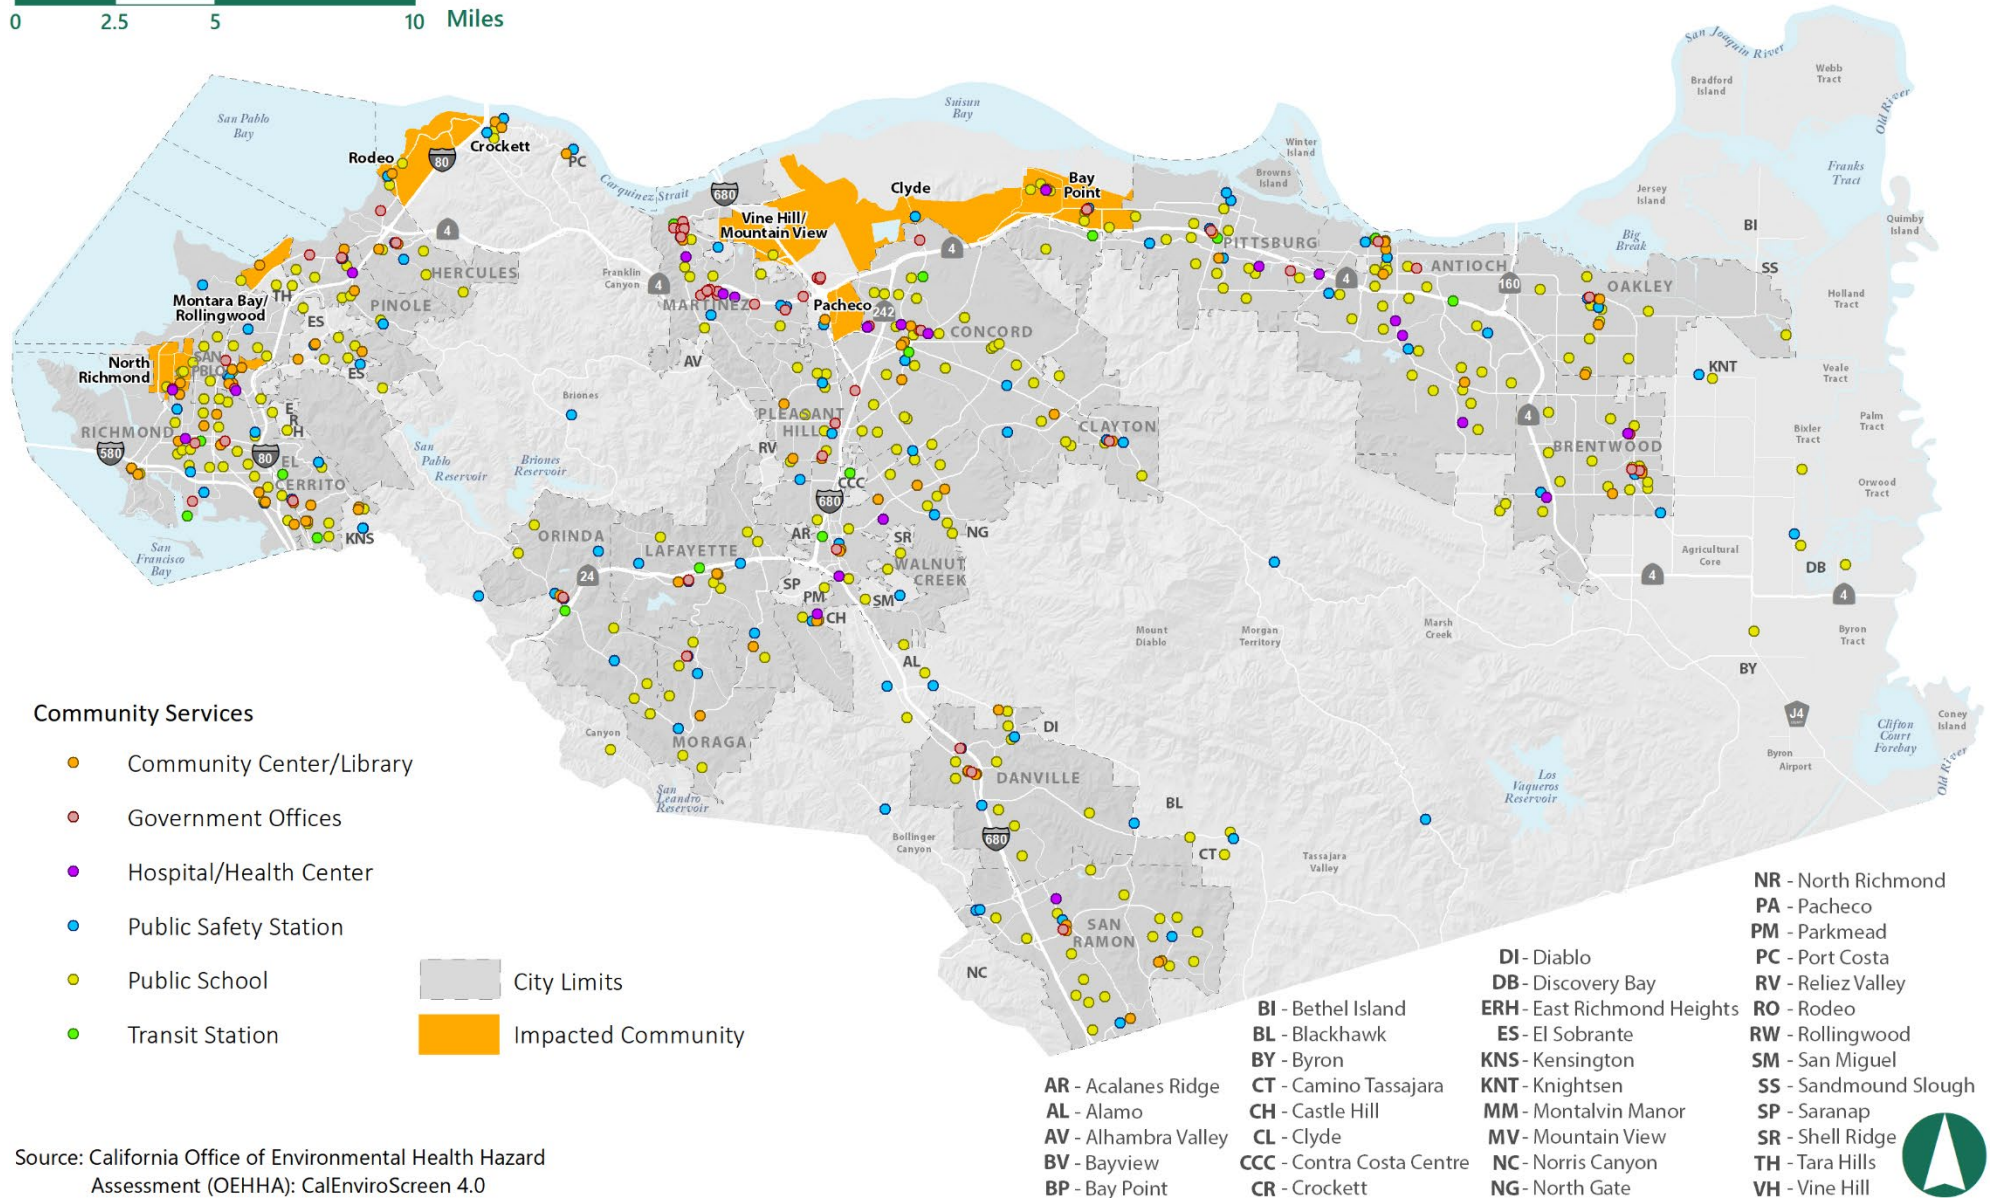 0 2.5 5 10 Miles
San Joaquin River
Webb
Tract
Bradford
Island
Old River
San Pablo
Bay
Suisun
Bay
Rodeo
80
Crockett
PC
Carquinez Strait
680
Clyde
Bay
Point
Winter
Island
Browns
Island
Franks
Tract
Jersey
Island
BI
Quimby
Island
Vine Hill/
Mountain View
4
4
PITTSBURG
Big
Break
HERCULES
Franklin
Canyon
4
4
ANTIOCH
160
OAKLEY
SS
Holland
Tract
TH
Montara Bay/
Rollingwood
PINOLE
MARTINEZ
Pacheco
242
CONCORD
ES
North
Richmond
SAN
PBLO
ES
AV
KNT
Veale
Tract
Briones
E
R
H
RICHMOND
580
80
PLEASANT
HILL
CLAYTON
4
Palm
Tract
Bixler
Tract
RV
BRENTWOOD
San
Pablo
Reservoir
Briones
Reservoir
EL
CERRITO
CCC
680
Orwood
Tract
KNS
ORINDA
AR
SR
NG
San
Francisco
Bay
LAFAYETTE
WALNUT
CREEK
Agricultural
Core
24
SP
PM
SM
4
DB
4
CH
Mount
Diablo
Morgan
Territory
Marsh
Creek
Byron
Tract
AL
BY
Canyon
MORAGA
DI
J4
Clifton
Court
Forebay
Coney
Island
Byron
Airport
Old River
San
Leandro
Reservoir
DANVILLE
Los
Vaqueros
Reservoir
BL
Bollinger
Canyon
680
CT
Tassajara
Valley
SAN
RAMON
NC
Community Services
Community Center/Library
Government Offices
Hospital/Health Center
Public Safety Station
Public School
Transit Station
City Limits
Impacted Community
AR - Acalanes Ridge
AL - Alamo
AV - Alhambra Valley
BV - Bayview
BP - Bay Point
BI - Bethel Island
BL - Blackhawk
BY - Byron
CT - Camino Tassajara
CH - Castle Hill
CL - Clyde
CCC - Contra Costa Centre
CR - Crockett
DI - Diablo
DB - Discovery Bay
ERH - East Richmond Heights
ES - El Sobrante
KNS - Kensington
KNT - Knightsen
MM - Montalvin Manor
MV - Mountain View
NC - Norris Canyon
NG - North Gate
NR - North Richmond
PA - Pacheco
PM - Parkmead
PC - Port Costa
RV - Reliez Valley
RO - Rodeo
RW - Rollingwood
SM - San Miguel
SS - Sandmound Slough
SP - Saranap
SR - Shell Ridge
TH - Tara Hills
VH - Vine Hill
Source: California Office of Environmental Health Hazard
Assessment (OEHHA): CalEnviroScreen 4.0